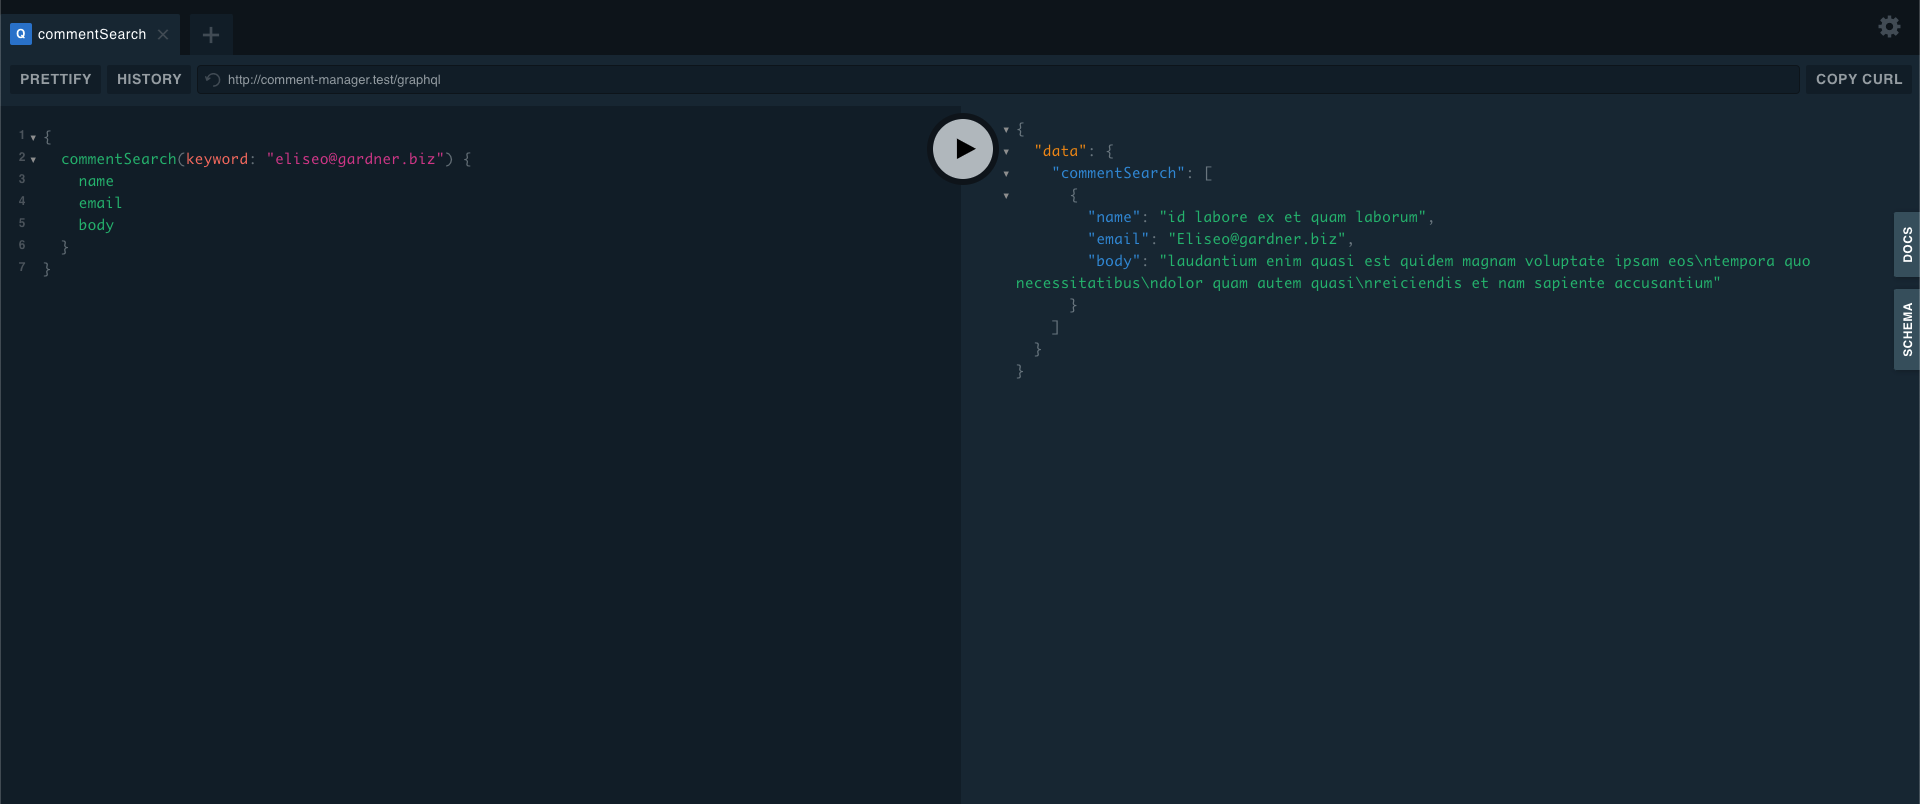 Q commentSearch
PRETTIFY HISTORY http://comment-manager.test/graphql COPY CURL
1 {
2 commentSearch(keyword: "eliseo@gardner.biz") {
3 name
4 email
5 body
6 }
7 }
{
"data": {
"commentSearch": [
{
"name": "id labore ex et quam laborum",
"email": "Eliseo@gardner.biz",
"body": "laudantium enim quasi est quidem magnam voluptate ipsam eos\ntempora quo
necessitatibus\ndolor quam autem quasi\nreiciendis et nam sapiente accusantium"
}
]
}
}
DOCS
SCHEMA